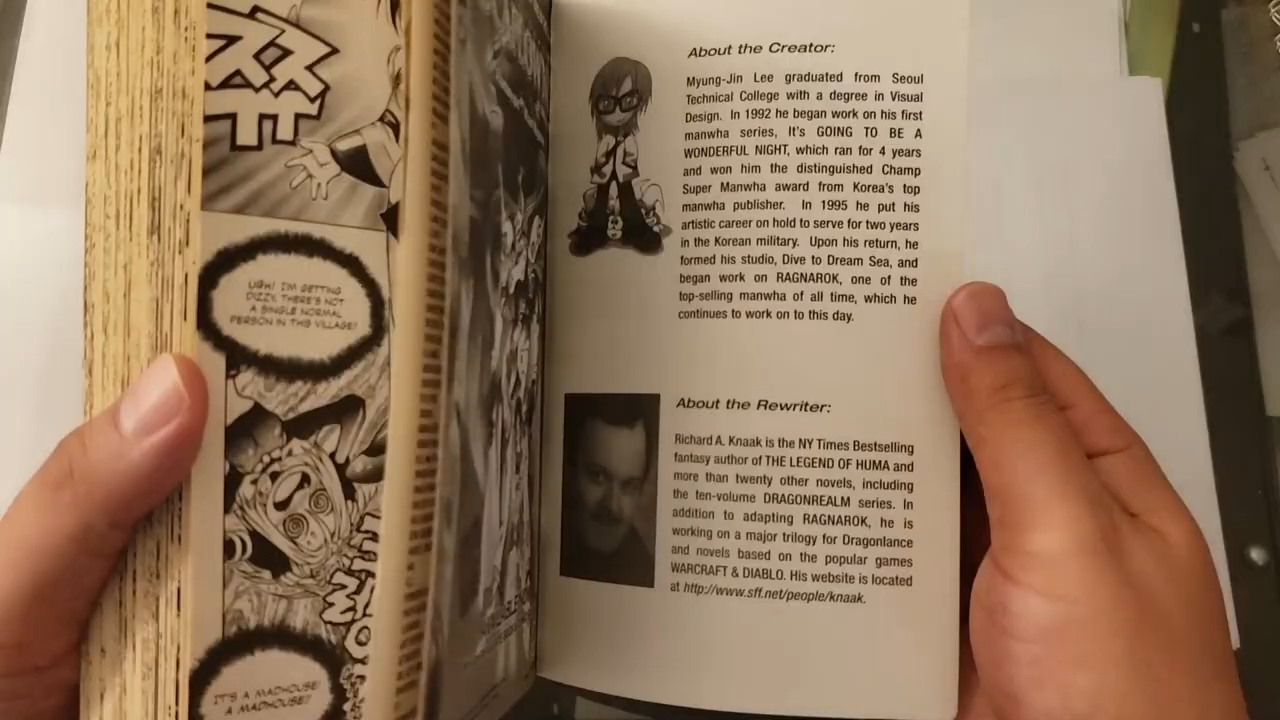 UGH! I'M GETTING
DIZZY. THERE'S NOT
A SINGLE NORMAL
PERSON IN THIS VILLAGE!
IT'S A MADHOUSE!
A MADHOUSE!!
About the Creator:
Myung-Jin Lee graduated from Seoul
Technical College with a degree in Visual
Design. In 1992 he began work on his first
manwha series, It's GOING TO BE A
WONDERFUL NIGHT, which ran for 4 years
and won him the distinguished Champ
Super Manwha award from Korea's top
manwha publisher. In 1995 he put his
artistic career on hold to serve for two years
in the Korean military. Upon his return, he
formed his studio, Dive to Dream Sea, and
began work on RAGNAROK, one of the
top-selling manwha of all time, which he
continues to work on to this day.
About the Rewriter:
Richard A. Knaak is the NY Times Bestselling
fantasy author of THE LEGEND OF HUMA and
more than twenty other novels, including
the ten-volume DRAGONREALM series. In
addition to adapting RAGNAROK, he is
working on a major trilogy for Dragonlance
and novels based on the popular games
WARCRAFT & DIABLO. His website is located
at http://www.sff.net/people/knaak.